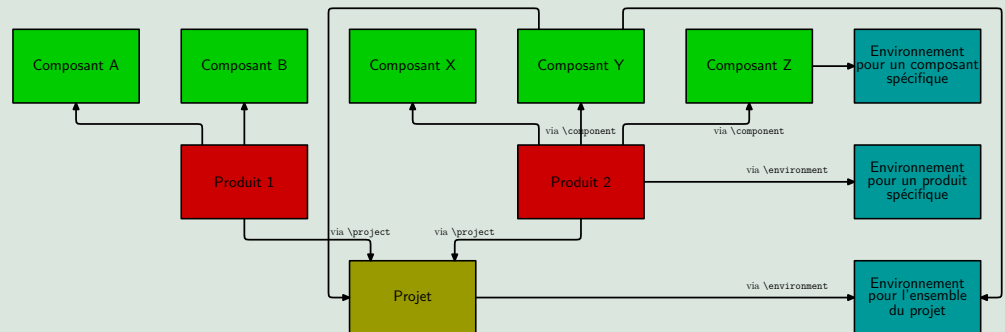 Composant A
Composant B
Composant X
Composant Y
Composant Z
Environnement
pour un composant
spécifique
via \component
via \component
Produit 1
Produit 2
via \environment
Environnement
pour un produit
spécifique
via \project
via \project
Projet
via \environment
Environnement
pour l'ensemble
du projet